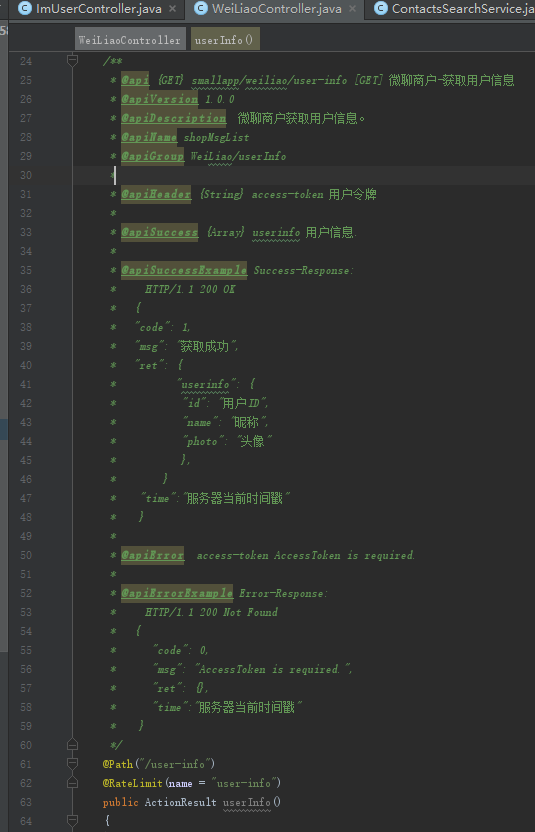 ImUserController.java × WeiLiaoController.java × ContactsSearchService.ja
WeiLiaoController userInfo()
24 /**
25 * @api {GET} smallapp/weiliao/user-info [GET] 微聊商户-获取用户信息
26 * @apiVersion 1.0.0
27 * @apiDescription 微聊商户获取用户信息。
28 * @apiName shopMsgList
29 * @apiGroup WeiLiao/userInfo
30 *
31 * @apiHeader {String} access-token 用户令牌
32 *
33 * @apiSuccess {Array} userinfo 用户信息.
34 *
35 * @apiSuccessExample Success-Response:
36 * HTTP/1.1 200 OK
37 * {
38 * "code": 1,
39 * "msg": "获取成功",
40 * "ret": {
41 * "userinfo": {
42 * "id": "用户ID",
43 * "name": "昵称",
44 * "photo": "头像"
45 * },
46 * }
47 * "time":"服务器当前时间戳"
48 * }
49 *
50 * @apiError access-token AccessToken is required.
51 *
52 * @apiErrorExample Error-Response:
53 * HTTP/1.1 200 Not Found
54 * {
55 * "code": 0,
56 * "msg": "AccessToken is required.",
57 * "ret": {},
58 * "time":"服务器当前时间戳"
59 * }
60 */
61 @Path("/user-info")
62 @RateLimit(name = "user-info")
63 public ActionResult userInfo()
64 {